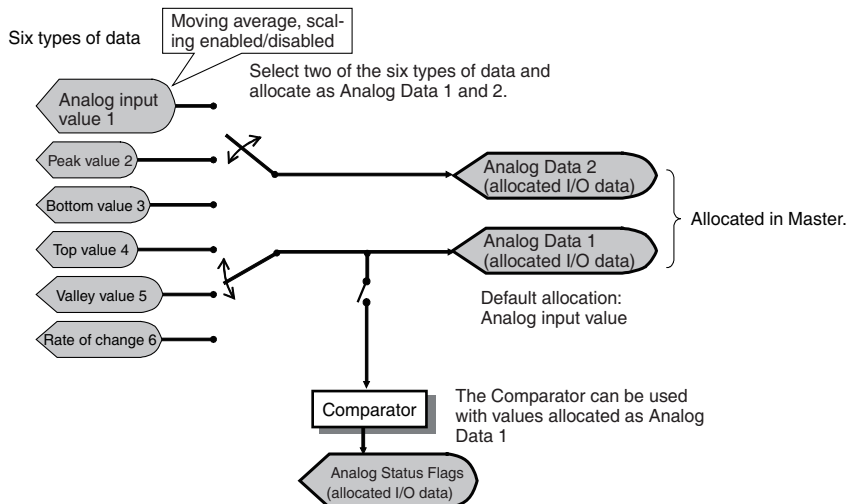 Six types of data
Moving average, scal-
ing enabled/disabled
Select two of the six types of data and
allocate as Analog Data 1 and 2.
Analog input
value 1
Peak value 2
Bottom value 3
Top value 4
Valley value 5
Rate of change 6
Analog Data 2
(allocated I/O data)
Analog Data 1
(allocated I/O data)
Allocated in Master.
Default allocation:
Analog input value
Comparator
The Comparator can be used
with values allocated as Analog
Data 1
Analog Status Flags
(allocated I/O data)